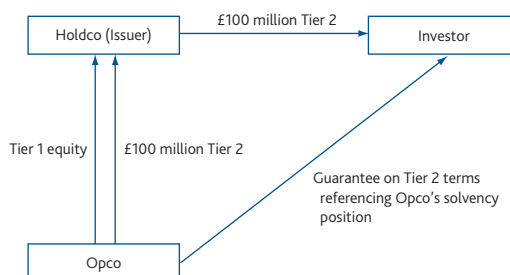 £100 million Tier 2
Holdco (Issuer)
Investor
Tier 1 equity
£100 million Tier 2
Guarantee on Tier 2 terms
referencing Opco's solvency
position
Opco